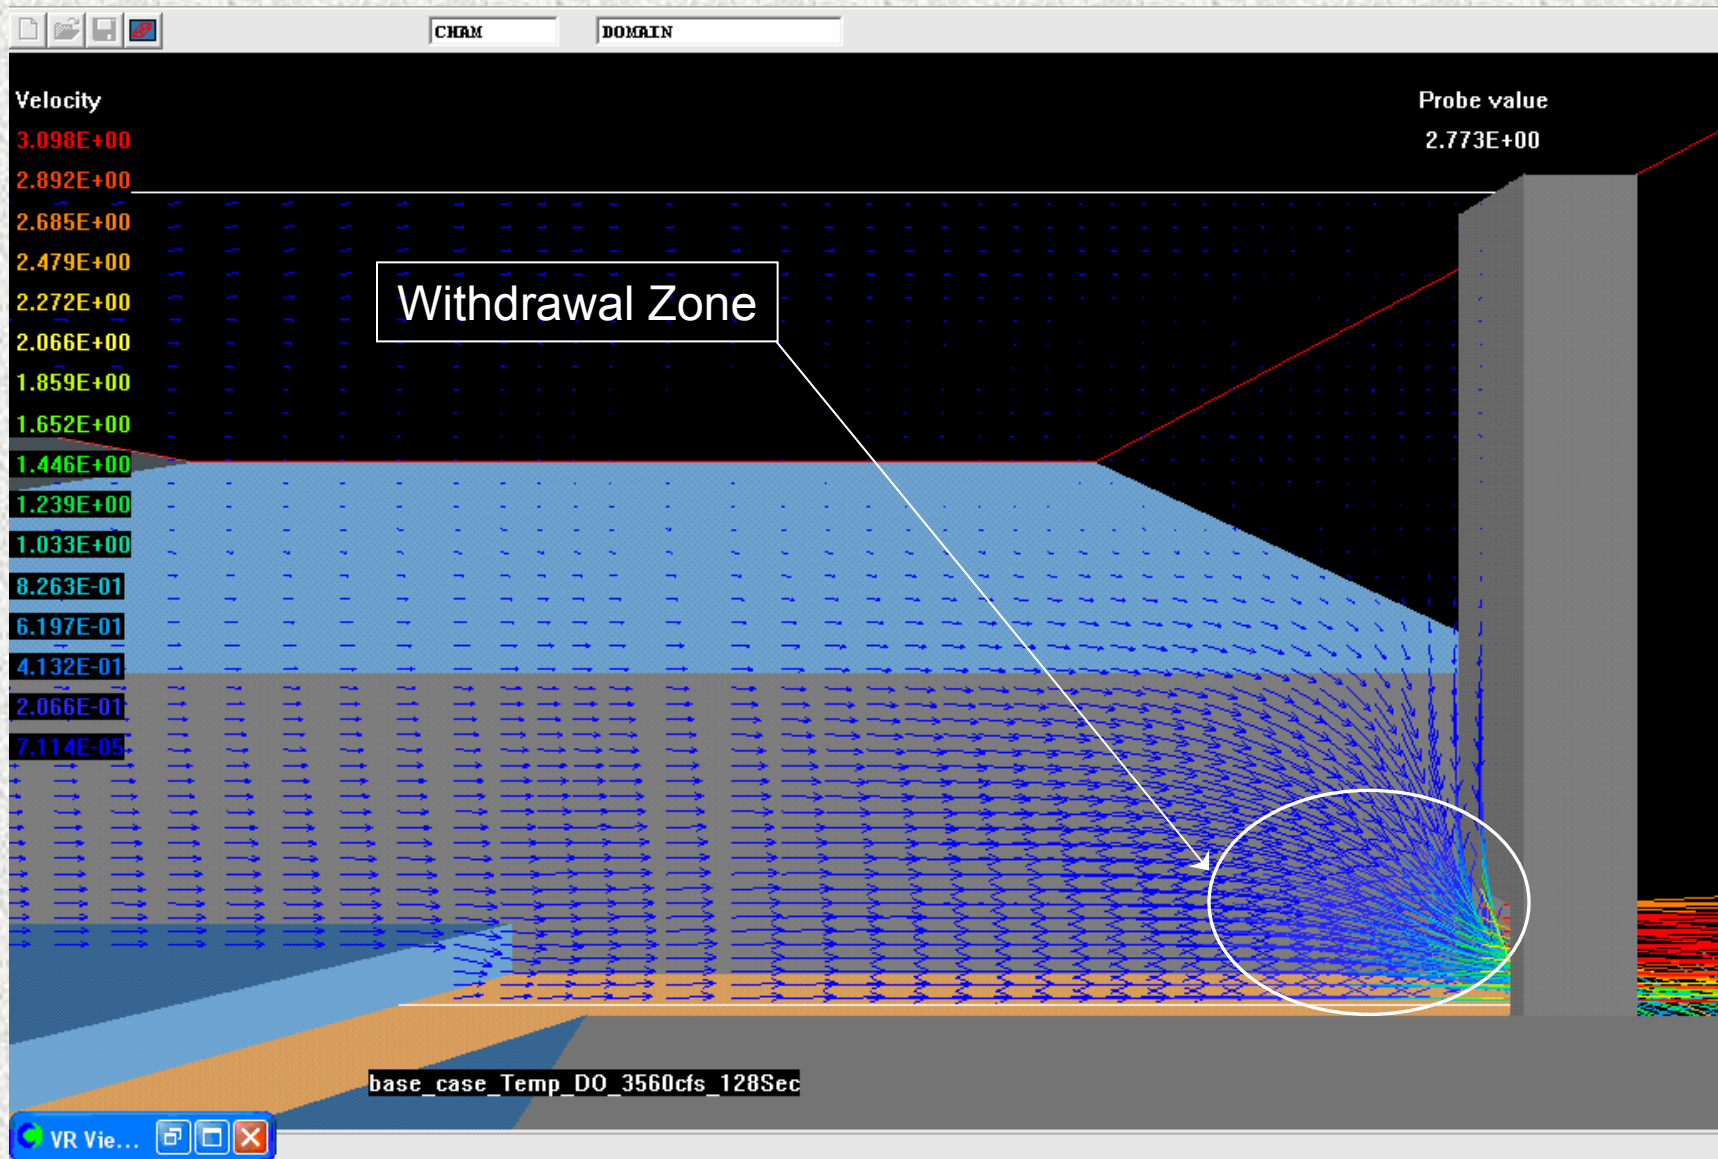 CHAM
DOMAIN
Velocity
Probe value
3.098E+00
2.773E+00
2.892E+00
2.685E+00
2.479E+00
2.272E+00
2.066E+00
1.859E+00
1.652E+00
1.446E+00
1.239E+00
1.033E+00
8.263E-01
6.197E-01
4.132E-01
2.066E-01
7.114E-05
Withdrawal Zone
base_case_Temp_DO_3560cfs_128Sec
VR Vie...